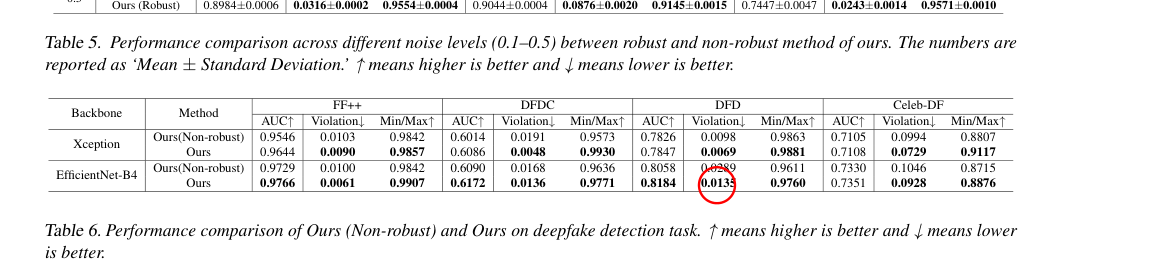 Ours (Robust) 0.8984±0.0006 0.0316±0.0002 0.9554±0.0004 0.9044±0.0004 0.0876±0.0020 0.9145±0.0015 0.7447±0.0047 0.0243±0.0014 0.9571±0.0010
Table 5. Performance comparison across different noise levels (0.1–0.5) between robust and non-robust method of ours. The numbers are
reported as ‘Mean ± Standard Deviation.’ ↑ means higher is better and ↓ means lower is better.
Backbone Method FF++ DFDC DFD Celeb-DF
AUC↑ Violation↓ Min/Max↑ AUC↑ Violation↓ Min/Max↑ AUC↑ Violation↓ Min/Max↑ AUC↑ Violation↓ Min/Max↑
Xception Ours(Non-robust) 0.9546 0.0103 0.9842 0.6014 0.0191 0.9573 0.7826 0.0098 0.9863 0.7105 0.0994 0.8807
Ours 0.9644 0.0090 0.9857 0.6086 0.0048 0.9930 0.7847 0.0069 0.9881 0.7108 0.0729 0.9117
EfficientNet-B4 Ours(Non-robust) 0.9729 0.0100 0.9842 0.6090 0.0168 0.9636 0.8058 0.0289 0.9611 0.7330 0.1046 0.8715
Ours 0.9766 0.0061 0.9907 0.6172 0.0136 0.9771 0.8184 0.0135 0.9760 0.7351 0.0928 0.8876
Table 6. Performance comparison of Ours (Non-robust) and Ours on deepfake detection task. ↑ means higher is better and ↓ means lower
is better.